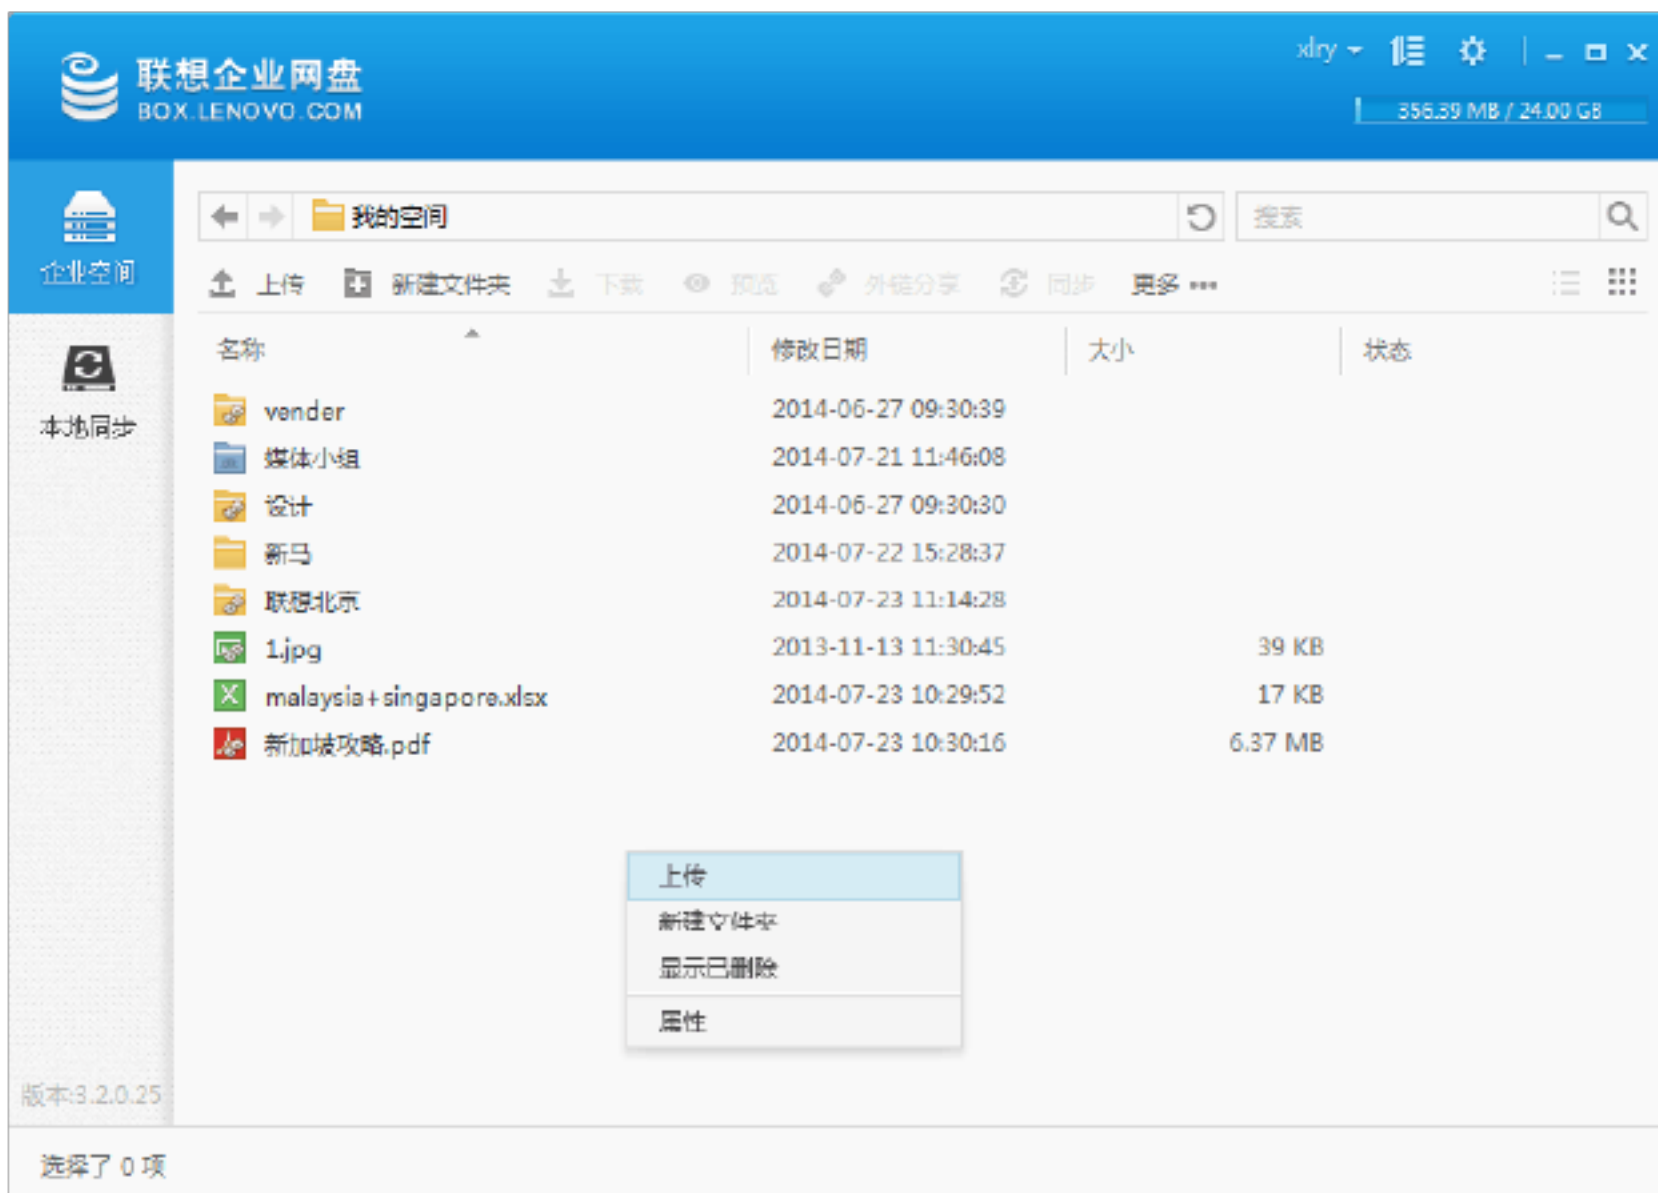 联想企业网盘
BOX.LENOVO.COM
xlry
356.39 MB / 24.00 GB
企业空间
本地同步
我的空间
搜索
上传 新建文件夹 下载 预览 外链分享 同步 更多
名称 修改日期 大小 状态
vender 2014-06-27 09:30:39
媒体小组 2014-07-21 11:46:08
设计 2014-06-27 09:30:30
新马 2014-07-22 15:28:37
联想北京 2014-07-23 11:14:28
1.jpg 2013-11-13 11:30:45 39 KB
malaysia+singapore.xlsx 2014-07-23 10:29:52 17 KB
新加坡攻略.pdf 2014-07-23 10:30:16 6.37 MB
上传
新建文件夹
显示已删除
属性
版本:3.2.0.25
选择了 0 项